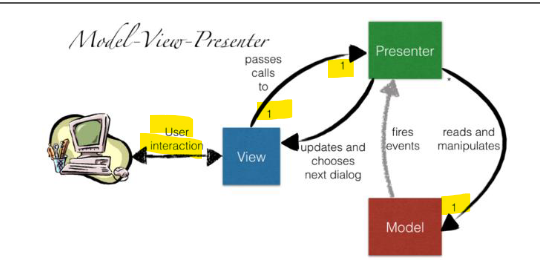 Model-View-Presenter
Presenter
passes
calls
to
1
1
User
interaction
View
updates and
chooses
next dialog
fires
events
reads and
manipulates
1
Model